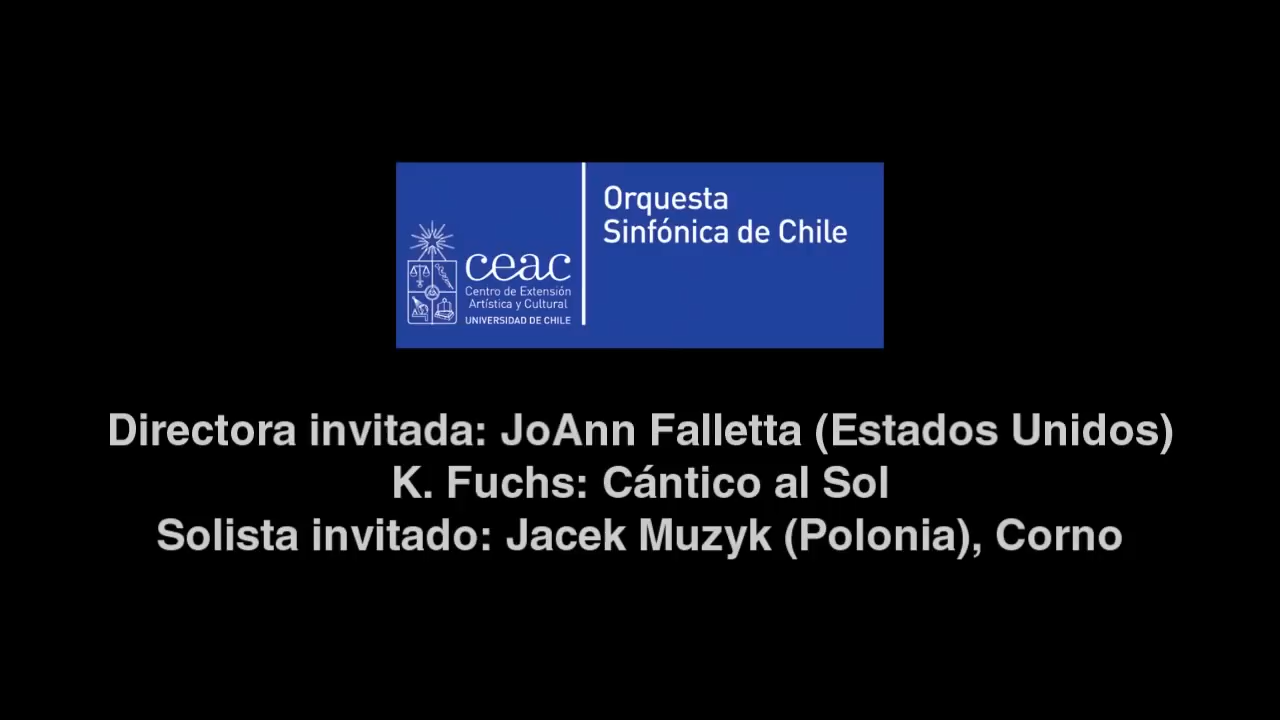 Orquesta
Sinfónica de Chile
ceac
Centro de Extensión
Artística y Cultural
UNIVERSIDAD DE CHILE
Directora invitada: JoAnn Falletta (Estados Unidos)
K. Fuchs: Cántico al Sol
Solista invitado: Jacek Muzyk (Polonia), Corno